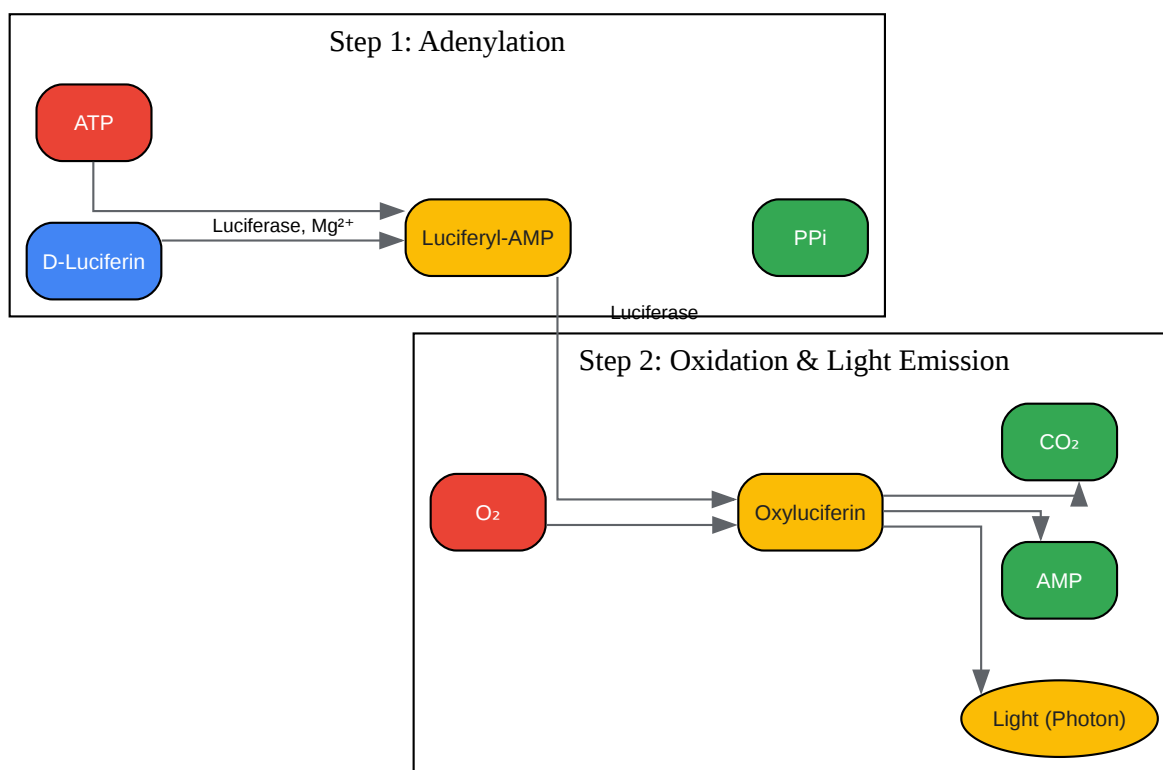 Step 1: Adenylation
ATP
Luciferase, Mg²⁺
D-Luciferin
Luciferyl-AMP
PPi
Luciferase
Step 2: Oxidation & Light Emission
CO₂
O₂
Oxyluciferin
AMP
Light (Photon)